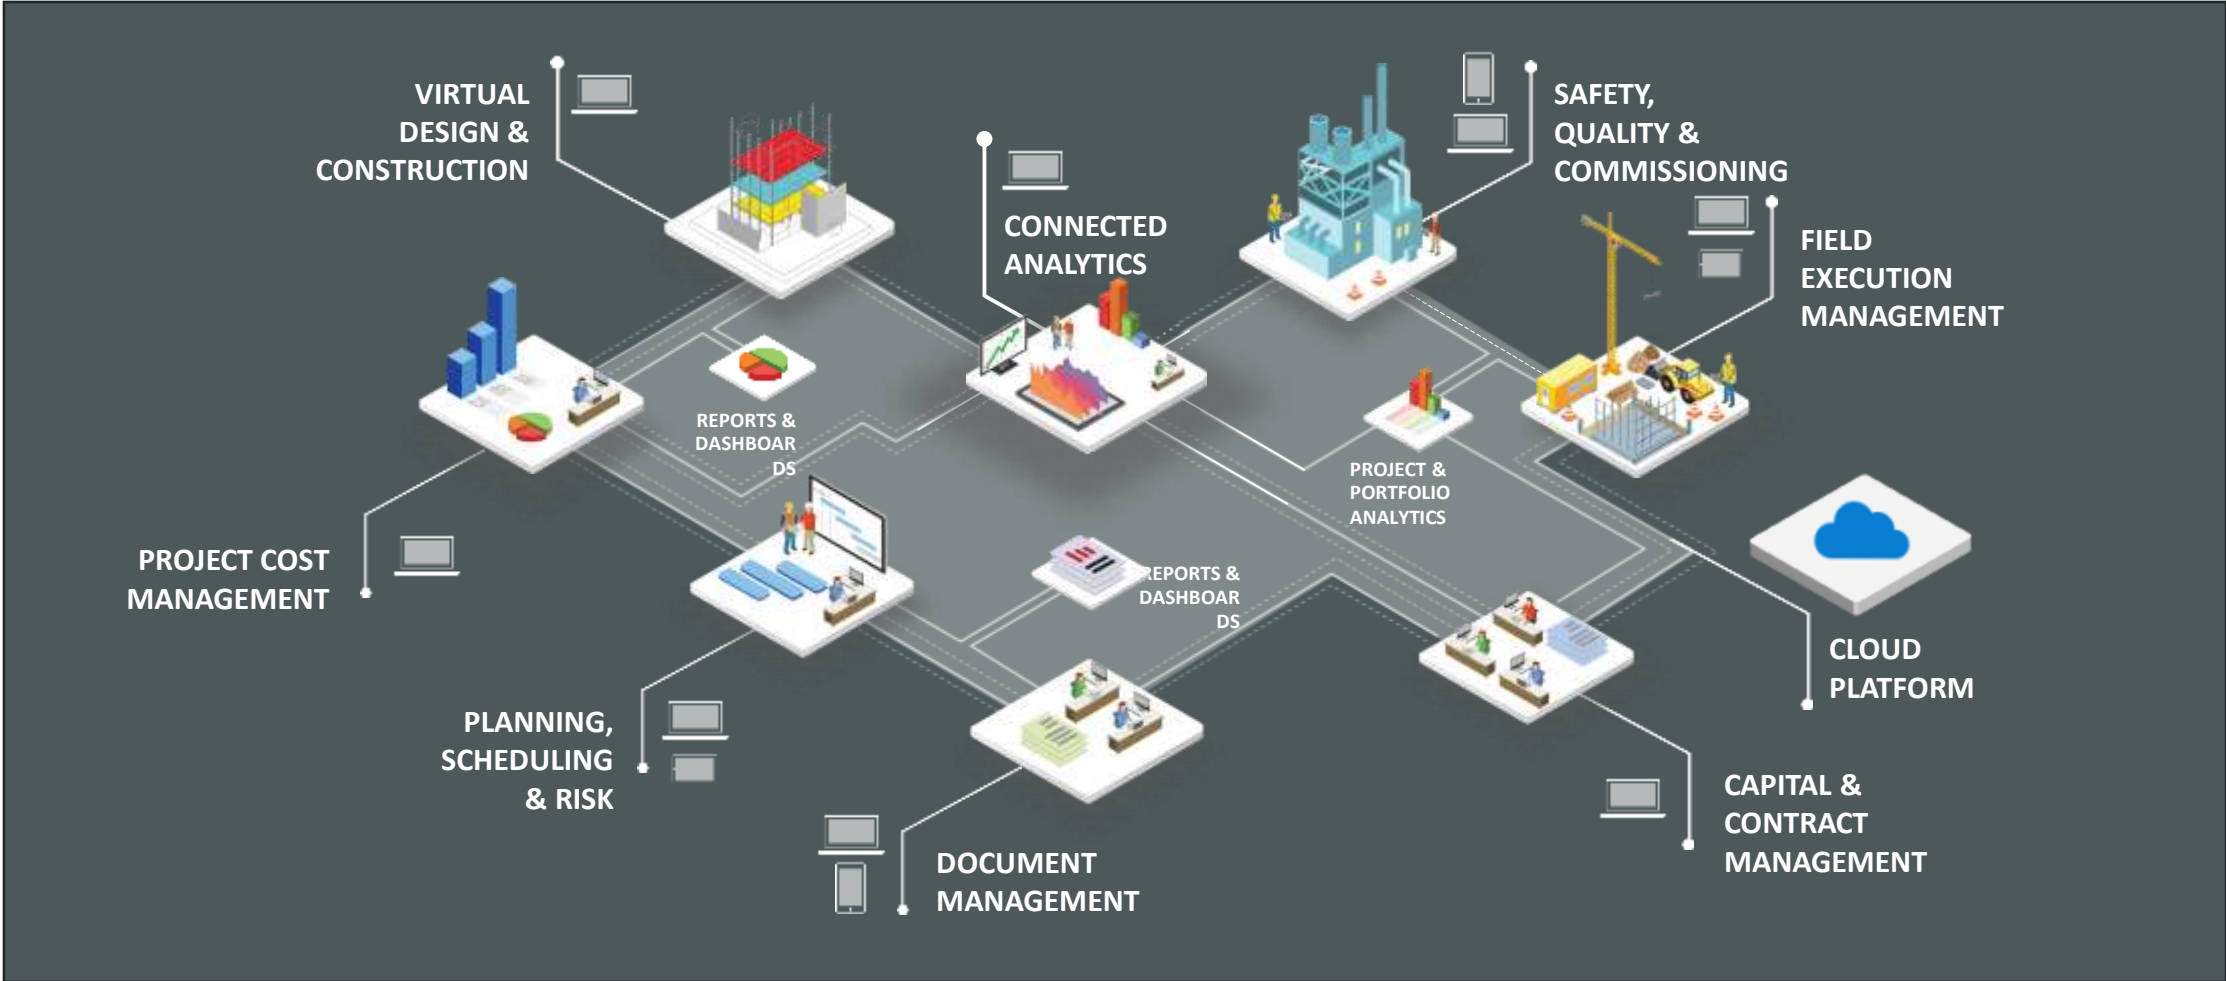 VIRTUAL
DESIGN &
CONSTRUCTION
CONNECTED
ANALYTICS
SAFETY,
QUALITY &
COMMISSIONING
FIELD
EXECUTION
MANAGEMENT
REPORTS &
DASHBOAR
DS
PROJECT &
PORTFOLIO
ANALYTICS
PROJECT COST
MANAGEMENT
REPORTS &
DASHBOAR
DS
CLOUD
PLATFORM
PLANNING,
SCHEDULING
& RISK
DOCUMENT
MANAGEMENT
CAPITAL &
CONTRACT
MANAGEMENT